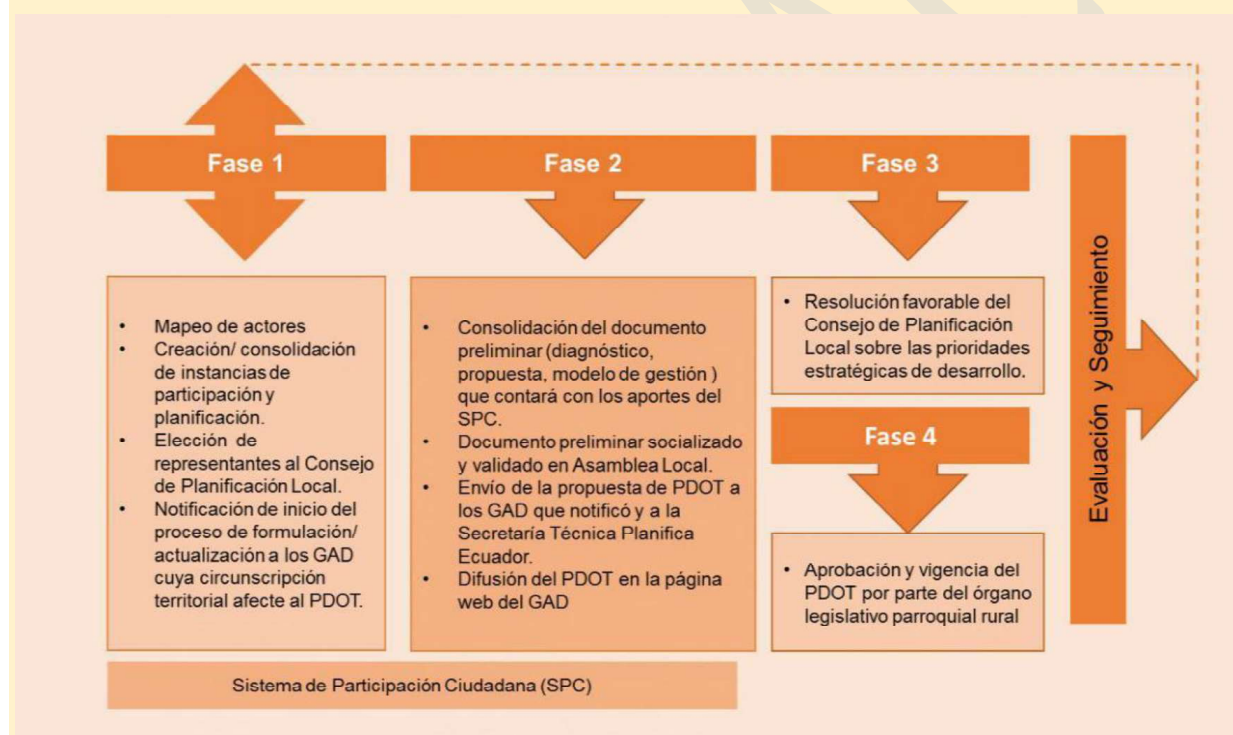 Fase 1
• Mapeo de actores
• Creación/ consolidación
de instancias de
participación y
planificación.
• Elección de
representantes al Consejo
de Planificación Local.
• Notificación de inicio del
proceso de formulación/
actualización a los GAD
cuya circunscripción
territorial afecte al PDOT.
Fase 2
• Consolidación del documento
preliminar (diagnóstico,
propuesta, modelo de gestión )
que contará con los aportes del
SPC.
• Documento preliminar socializado
y validado en Asamblea Local.
• Envío de la propuesta de PDOT a
los GAD que notificó y a la
Secretaría Técnica Planifica
Ecuador.
• Difusión del PDOT en la página
web del GAD
Fase 3
• Resolución favorable del
Consejo de Planificación
Local sobre las prioridades
estratégicas de desarrollo.
Fase 4
• Aprobación y vigencia del
PDOT por parte del órgano
legislativo parroquial rural
Evaluación y Seguimiento
Sistema de Participación Ciudadana (SPC)